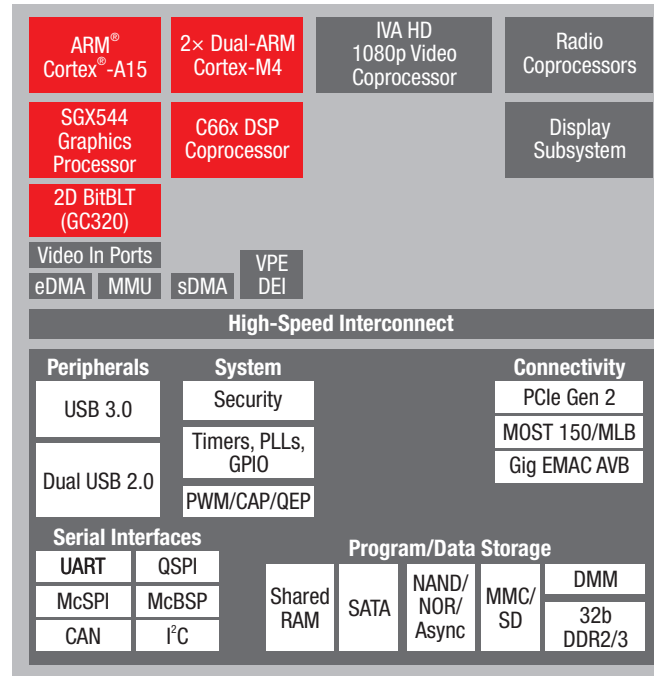 ARM®
Cortex®-A15
2× Dual-ARM
Cortex-M4
IVA HD
1080p Video
Coprocessor
Radio
Coprocessors
SGX544
Graphics
Processor
C66x DSP
Coprocessor
Display
Subsystem
2D BitBLT
(GC320)
Video In Ports
eDMA
MMU
sDMA
VPE
DEI
High-Speed Interconnect
Peripherals
USB 3.0
Dual USB 2.0
System
Security
Timers, PLLs,
GPIO
PWM/CAP/QEP
Connectivity
PCIe Gen 2
MOST 150/MLB
Gig EMAC AVB
Serial Interfaces
UART
QSPI
McSPI
McBSP
CAN
I²C
Program/Data Storage
Shared
RAM
SATA
NAND/
NOR/
Async
MMC/
SD
DMM
32b
DDR2/3